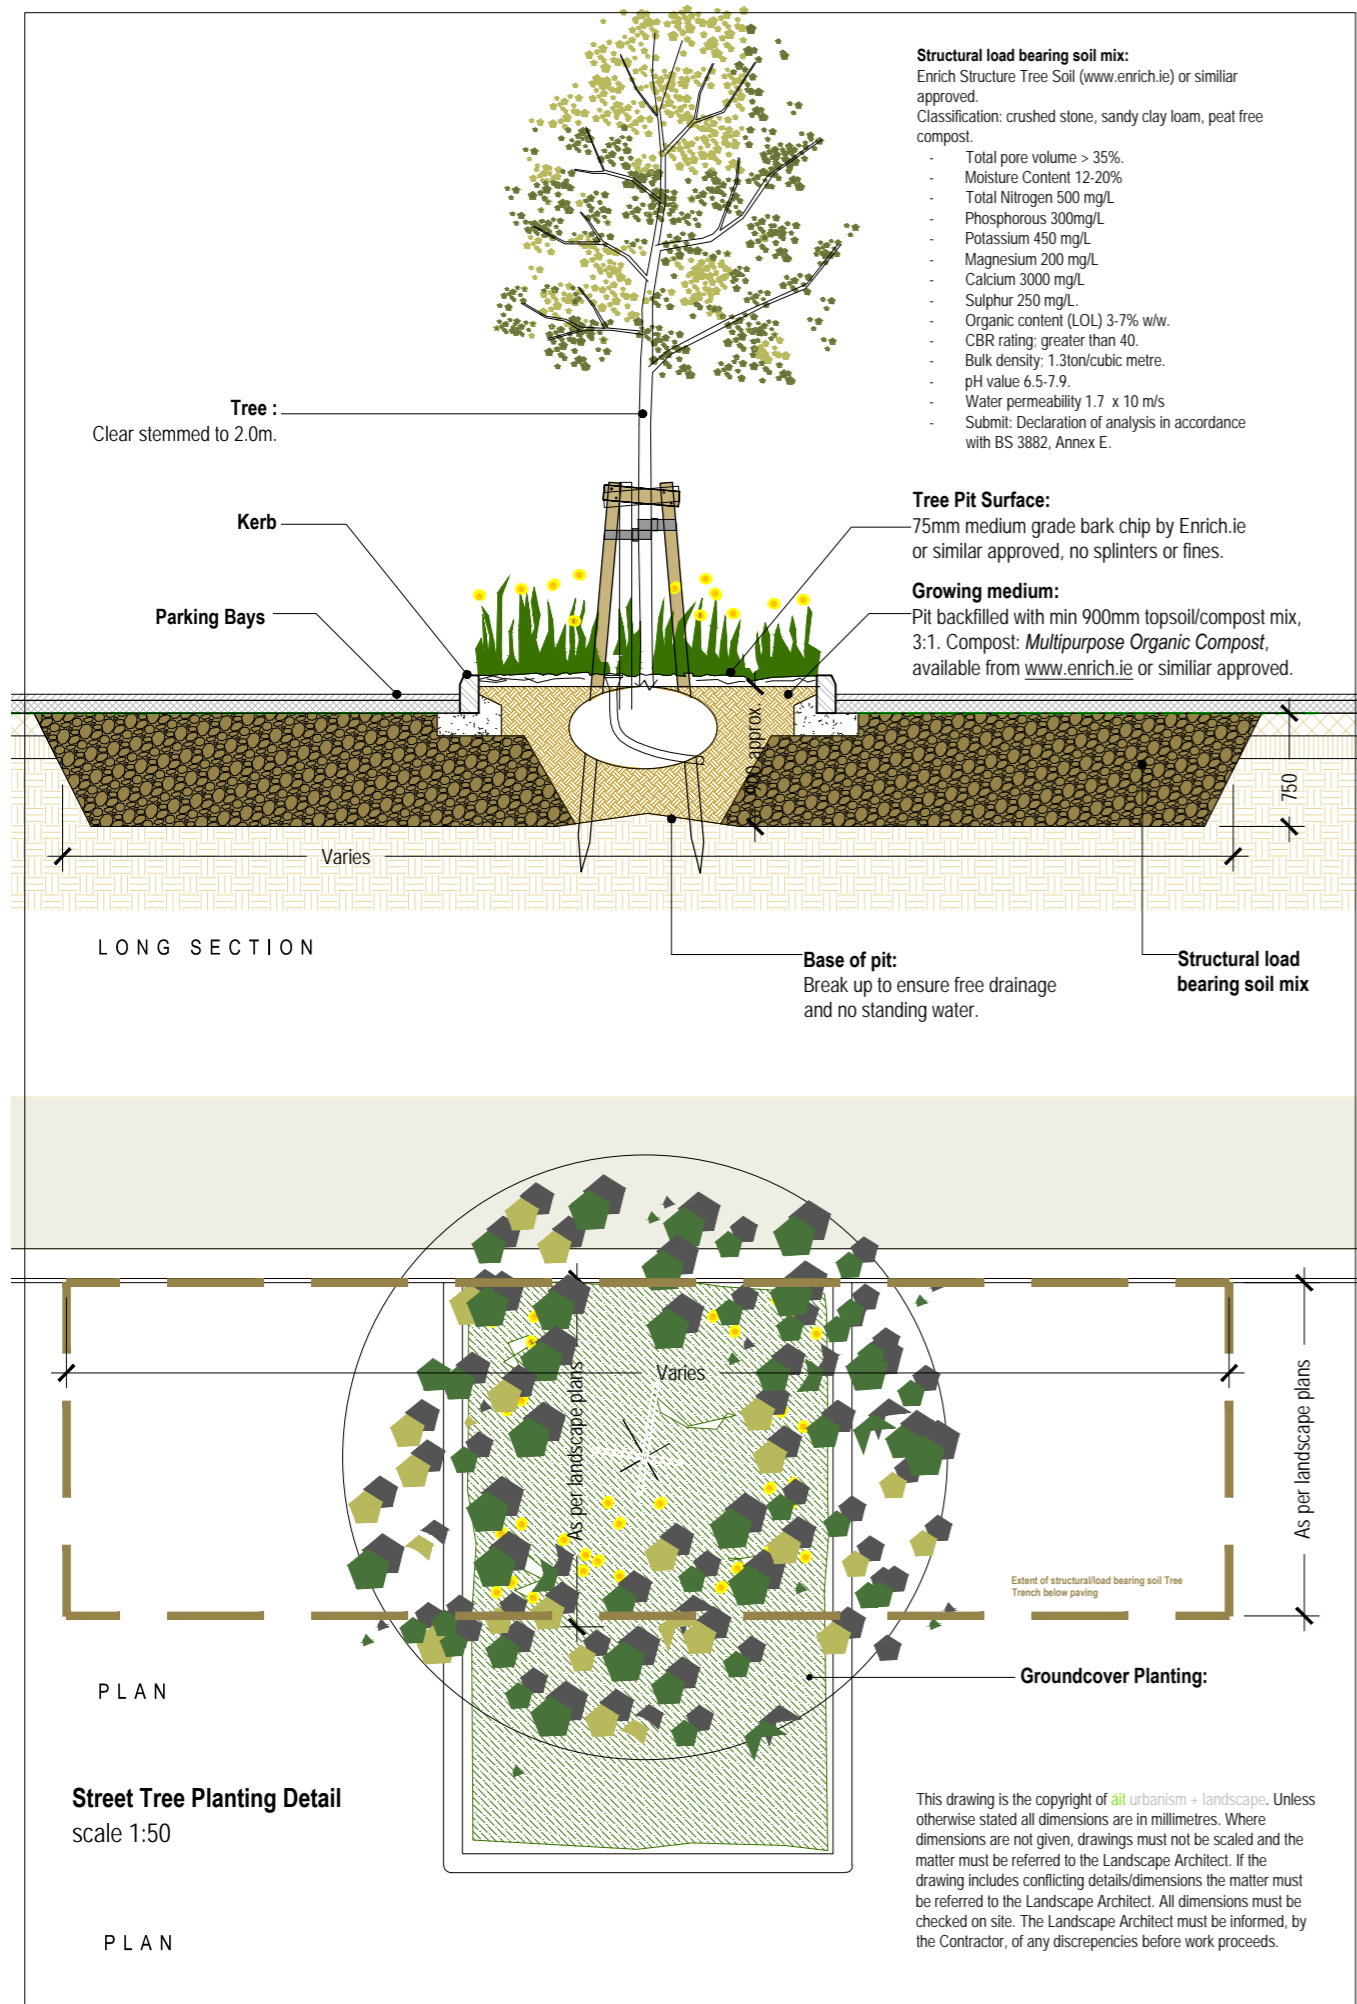 Structural load bearing soil mix:
Enrich Structure Tree Soil (www.enrich.ie) or similiar
approved.
Classification: crushed stone, sandy clay loam, peat free
compost.
- Total pore volume > 35%.
- Moisture Content 12-20%
- Total Nitrogen 500 mg/L
- Phosphorous 300mg/L
- Potassium 450 mg/L
- Magnesium 200 mg/L
- Calcium 3000 mg/L
- Sulphur 250 mg/L.
- Organic content (LOL) 3-7% w/w.
- CBR rating; greater than 40.
- Bulk density; 1.3ton/cubic metre.
- pH value 6.5-7.9.
- Water permeability 1.7 x 10 m/s
- Submit: Declaration of analysis in accordance
with BS 3882, Annex E.
Tree :
Clear stemmed to 2.0m.
Kerb
Parking Bays
Tree Pit Surface:
75mm medium grade bark chip by Enrich.ie
or similar approved, no splinters or fines.
Growing medium:
Pit backfilled with min 900mm topsoil/compost mix,
3:1. Compost: Multipurpose Organic Compost,
available from www.enrich.ie or similiar approved.
approx.
750
Varies
LONG SECTION
Base of pit:
Break up to ensure free drainage
and no standing water.
Structural load
bearing soil mix
Varies
As per landscape plans
As per landscape plans
Extent of structural/load bearing soil Tree
Trench below paving
Groundcover Planting:
PLAN
Street Tree Planting Detail
scale 1:50
PLAN
This drawing is the copyright of áit urbanism + landscape. Unless
otherwise stated all dimensions are in millimetres. Where
dimensions are not given, drawings must not be scaled and the
matter must be referred to the Landscape Architect. If the
drawing includes conflicting details/dimensions the matter must
be referred to the Landscape Architect. All dimensions must be
checked on site. The Landscape Architect must be informed, by
the Contractor, of any discrepencies before work proceeds.